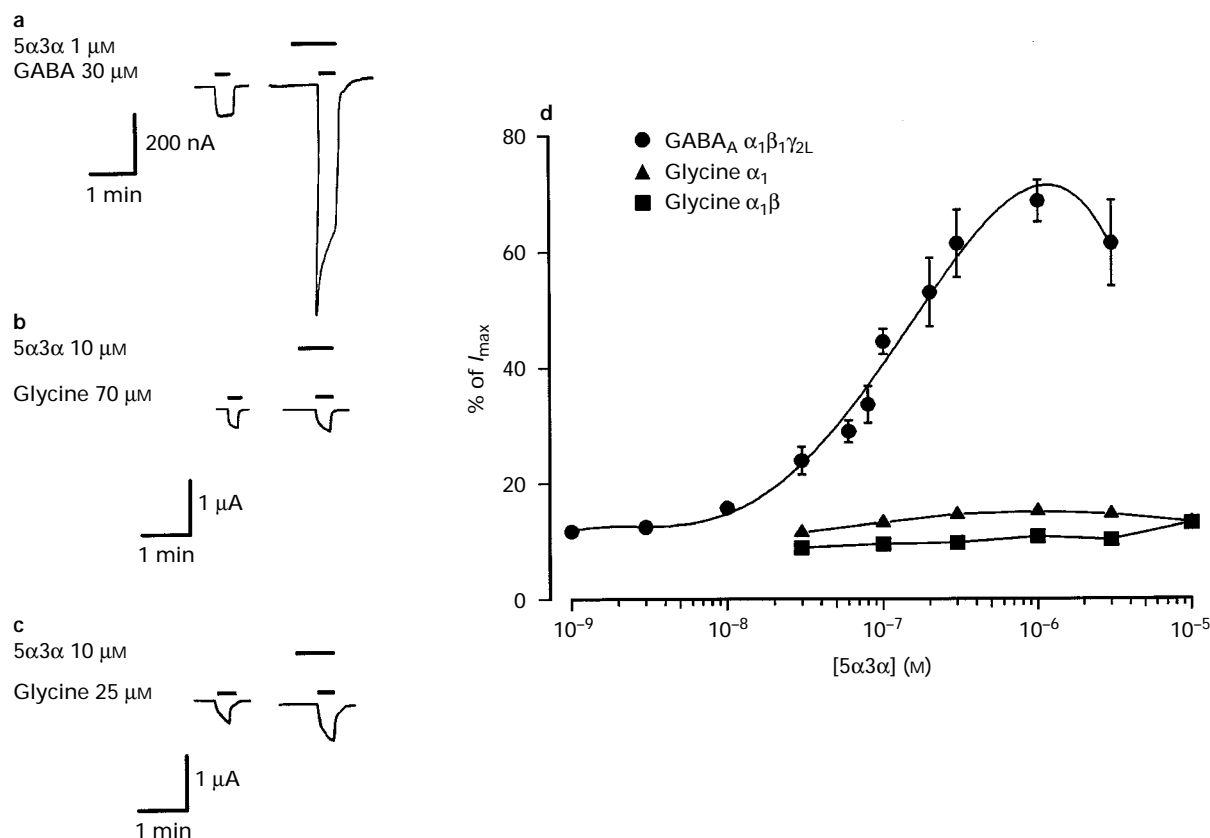 a
5α3α 1 μM
GABA 30 μM
200 nA
1 min
b
5α3α 10 μM
Glycine 70 μM
1 μA
1 min
c
5α3α 10 μM
Glycine 25 μM
1 μA
1 min
d
GABA_A α₁β₁γ₂L
Glycine α₁
Glycine α₁β
% of I_max
80
60
40
20
0
10⁻⁹ 10⁻⁸ 10⁻⁷ 10⁻⁶ 10⁻⁵
[5α3α] (M)